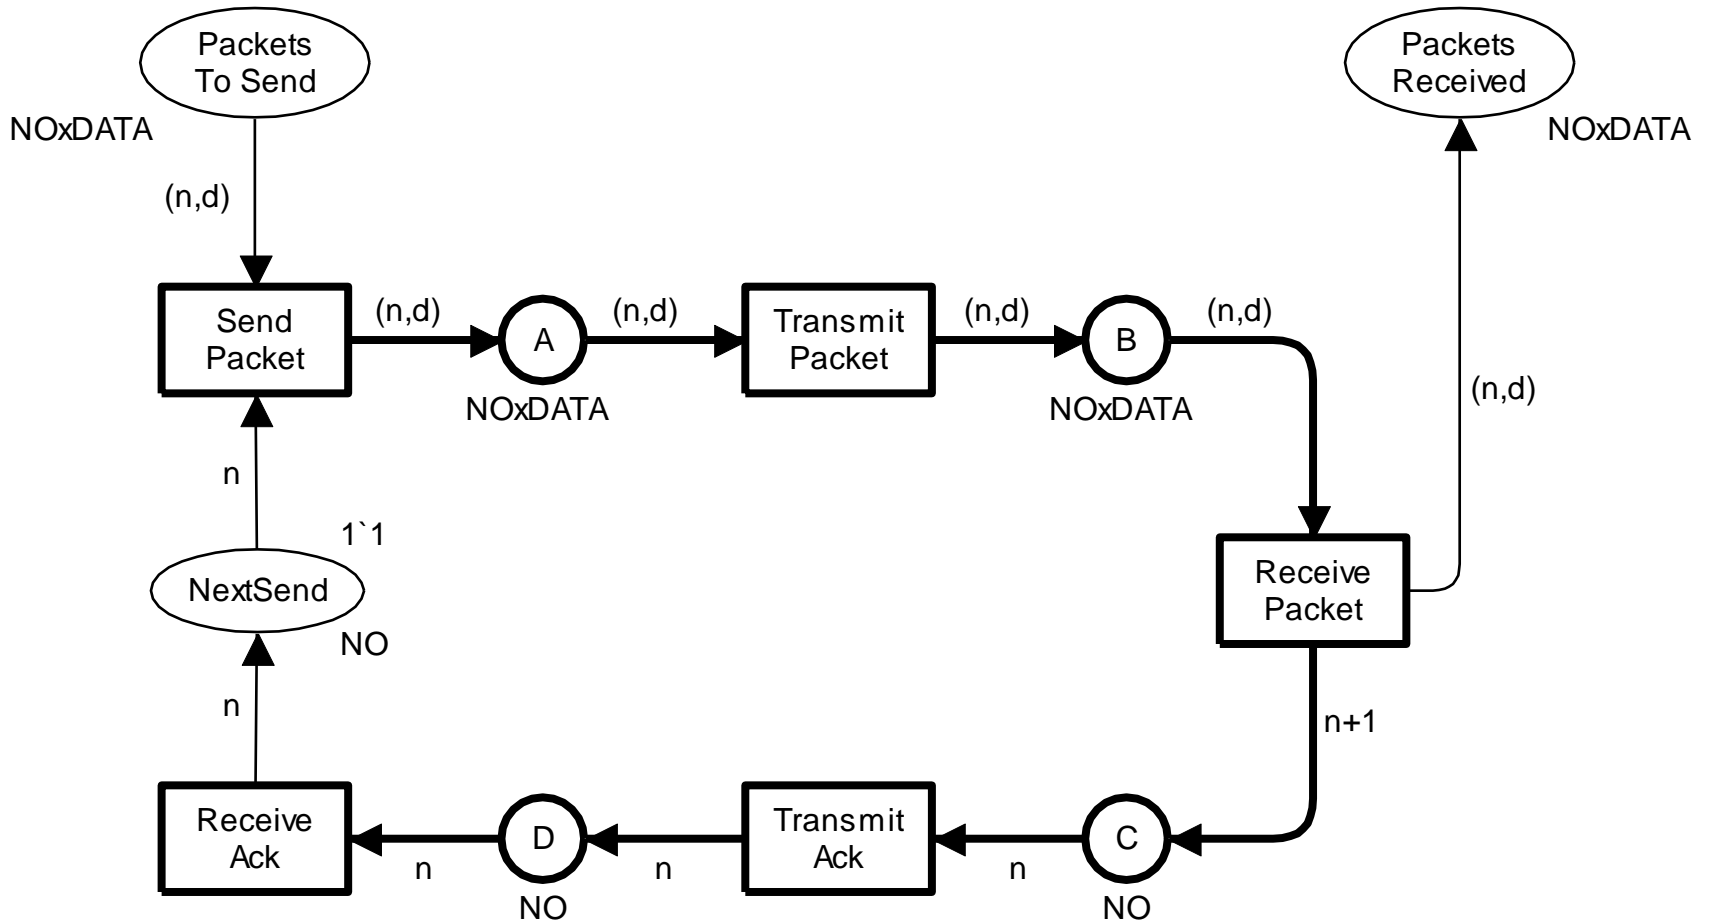 Packets
To Send
Packets
Received
NOxDATA
NOxDATA
(n,d)
Send
Packet
(n,d)
A
(n,d)
Transmit
Packet
(n,d)
B
(n,d)
NOxDATA
NOxDATA
(n,d)
n
1`1
NextSend
NO
Receive
Packet
n
n+1
Receive
Ack
n
D
n
Transmit
Ack
n
C
NO
NO